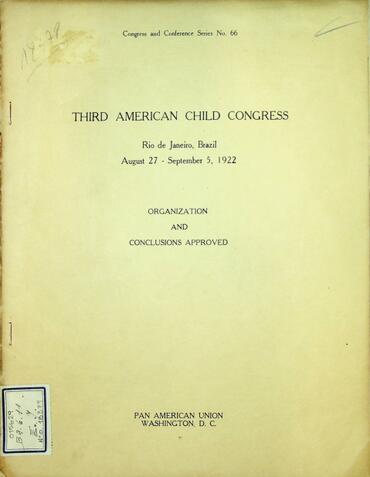 Congress and Conference Series No. 66
THIRD AMERICAN CHILD CONGRESS
Rio de Janeiro, Brazil
August 27 - September 5, 1922
ORGANIZATION
AND
CONCLUSIONS APPROVED
PAN AMERICAN UNION
WASHINGTON, D. C.